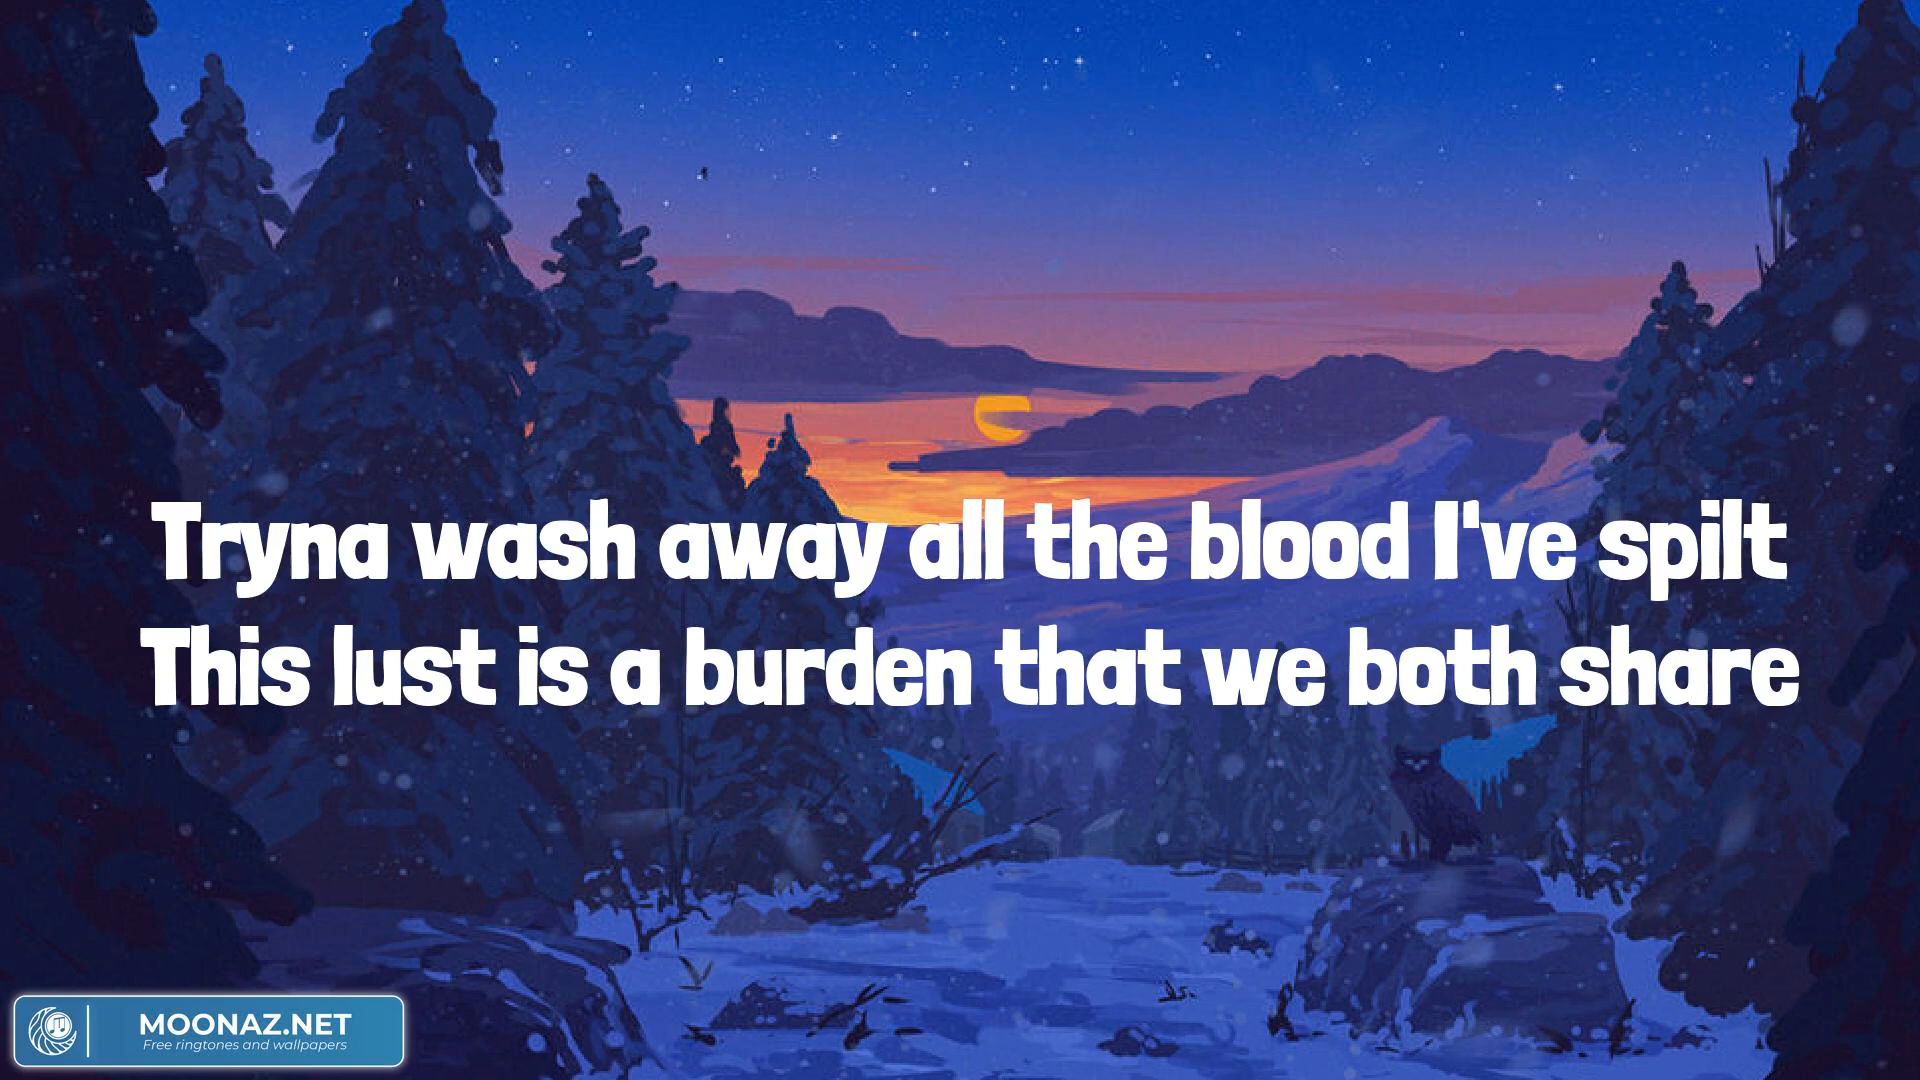 Tryna wash away all the blood I've spilt
This lust is a burden that we both share
MOONAZ.NET
Free ringtones and wallpapers